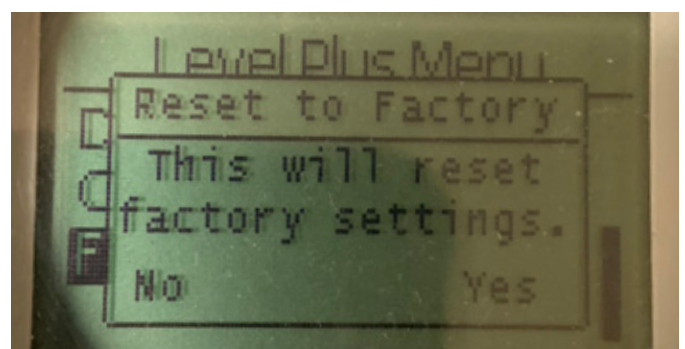 Level Plus Menu
Reset to Factory
This will reset
factory settings.
No Yes